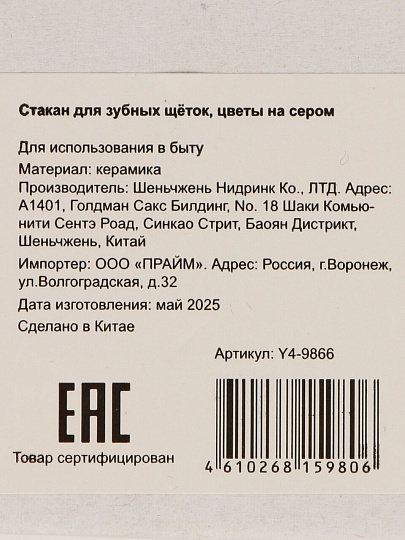 Стакан для зубных щёток, цветы на сером
Для использования в быту
Материал: керамика
Производитель: Шеньчжень Нидринк Ко., ЛТД. Адрес:
А1401, Голдман Сакс Билдинг, No. 18 Шаки Комью-
нити Сентэ Роад, Синкао Стрит, Баоян Дистрикт,
Шеньчжень, Китай
Импортер: ООО «ПРАЙМ». Адрес: Россия, г.Воронеж,
ул.Волгоградская, д.32
Дата изготовления: май 2025
Сделано в Китае
Артикул: Y4-9866
ЕАС
Товар сертифицирован
4 610268 159806